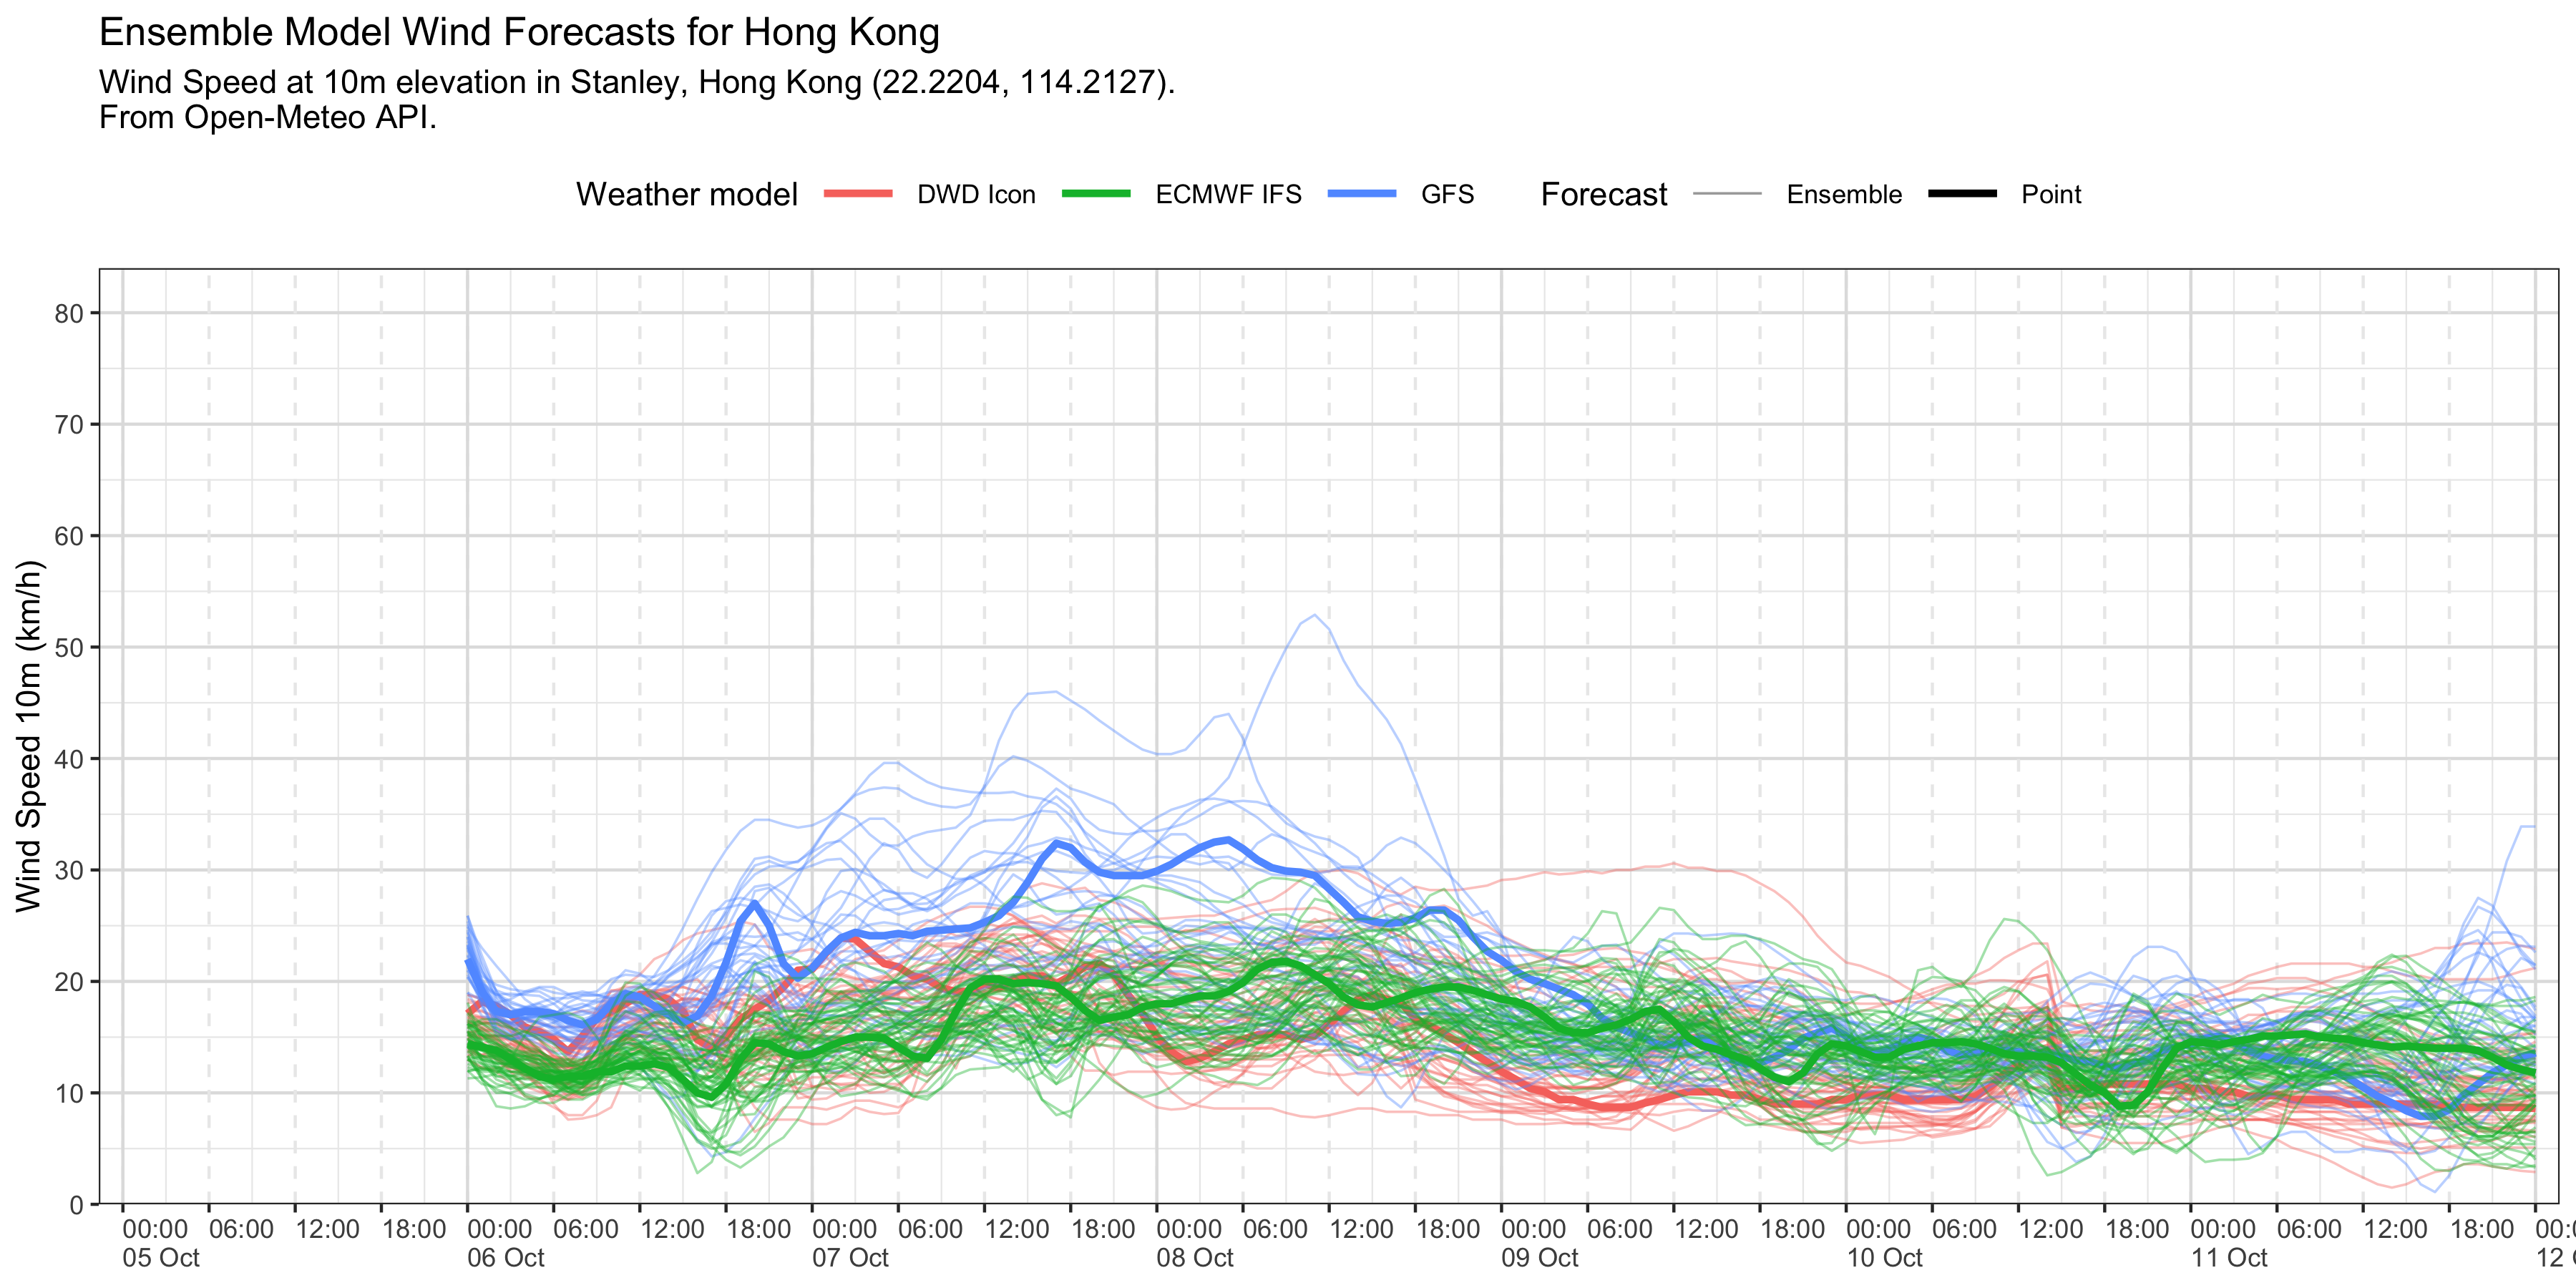 Ensemble Model Wind Forecasts for Hong Kong
Wind Speed at 10m elevation in Stanley, Hong Kong (22.2204, 114.2127).
From Open-Meteo API.
Weather model DWD Icon ECMWF IFS GFS Forecast Ensemble Point
Wind Speed 10m (km/h)
80
70
60
50
40
30
20
10
0
00:00 06:00 12:00 18:00 00:00 06:00 12:00 18:00 00:00 06:00 12:00 18:00 00:00 06:00 12:00 18:00 00:00 06:00 12:00 18:00 00:00 06:00 12:00 18:00 00:00 06:00 12:00 18:00
05 Oct 06 Oct 07 Oct 08 Oct 09 Oct 10 Oct 11 Oct 12